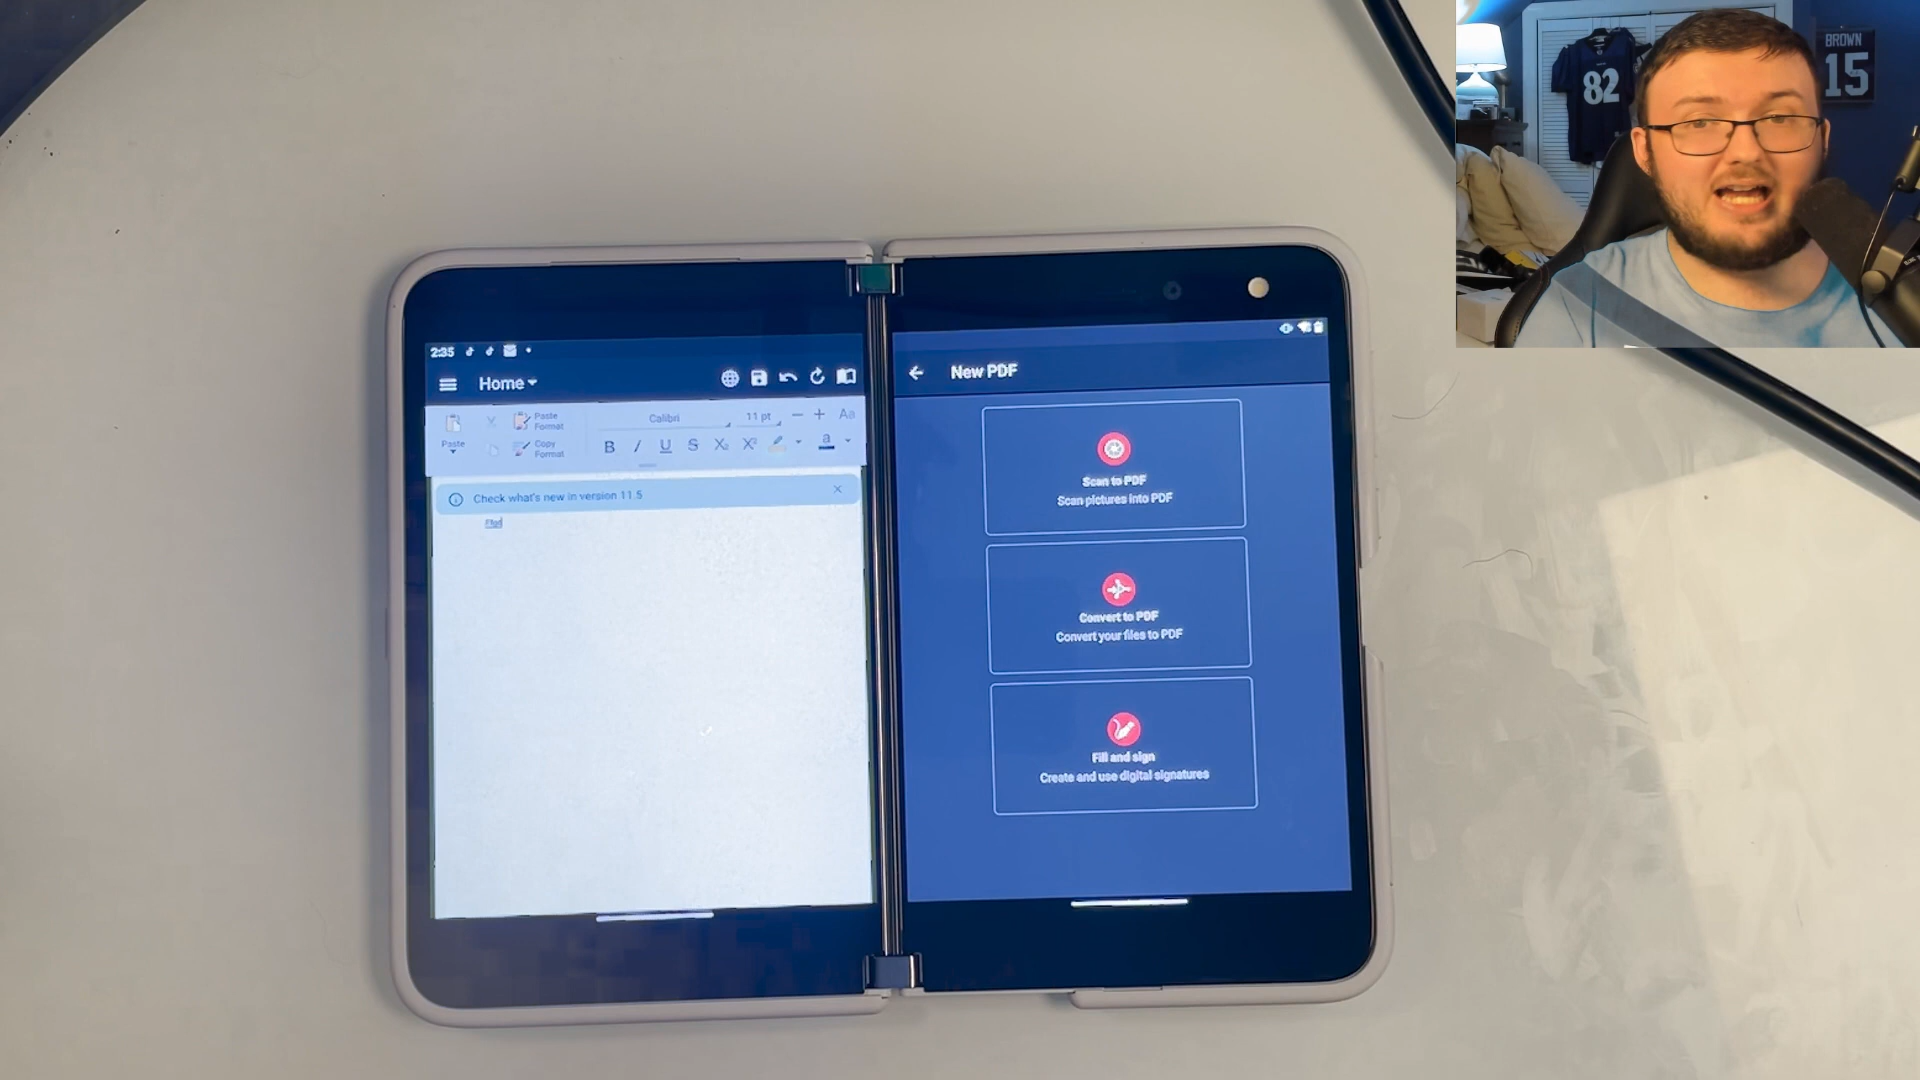 82
BROWN
15
2:35
Home
Paste
Paste
Format
Copy
Format
Calibri
11 pt
Aa
B I U S X₂ X² a
Check what's new in version 11.5
New PDF
Scan to PDF
Scan pictures into PDF
Convert to PDF
Convert your files to PDF
Fill and sign
Create and use digital signatures